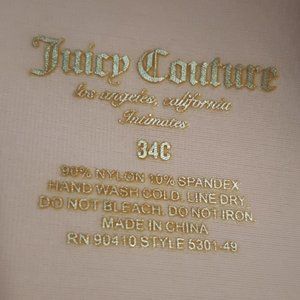 Juicy Couture
los angeles, california
Intimates
34C
90% NYLON 10% SPANDEX
HAND WASH COLD. LINE DRY.
DO NOT BLEACH. DO NOT IRON.
MADE IN CHINA
RN 90410 STYLE 5301-49